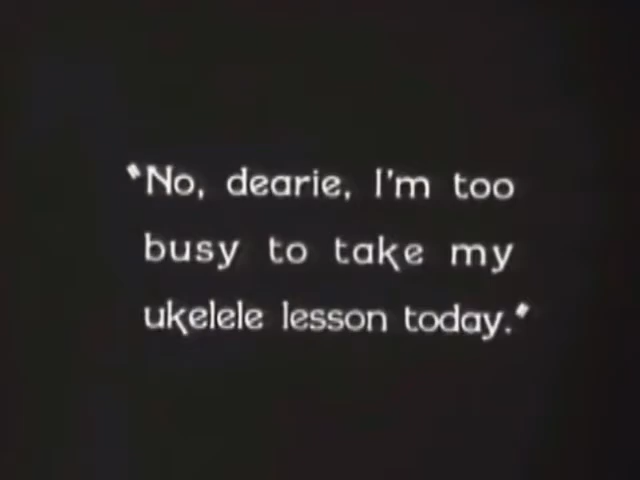 "No, dearie, I'm too
busy to take my
ukelele lesson today."